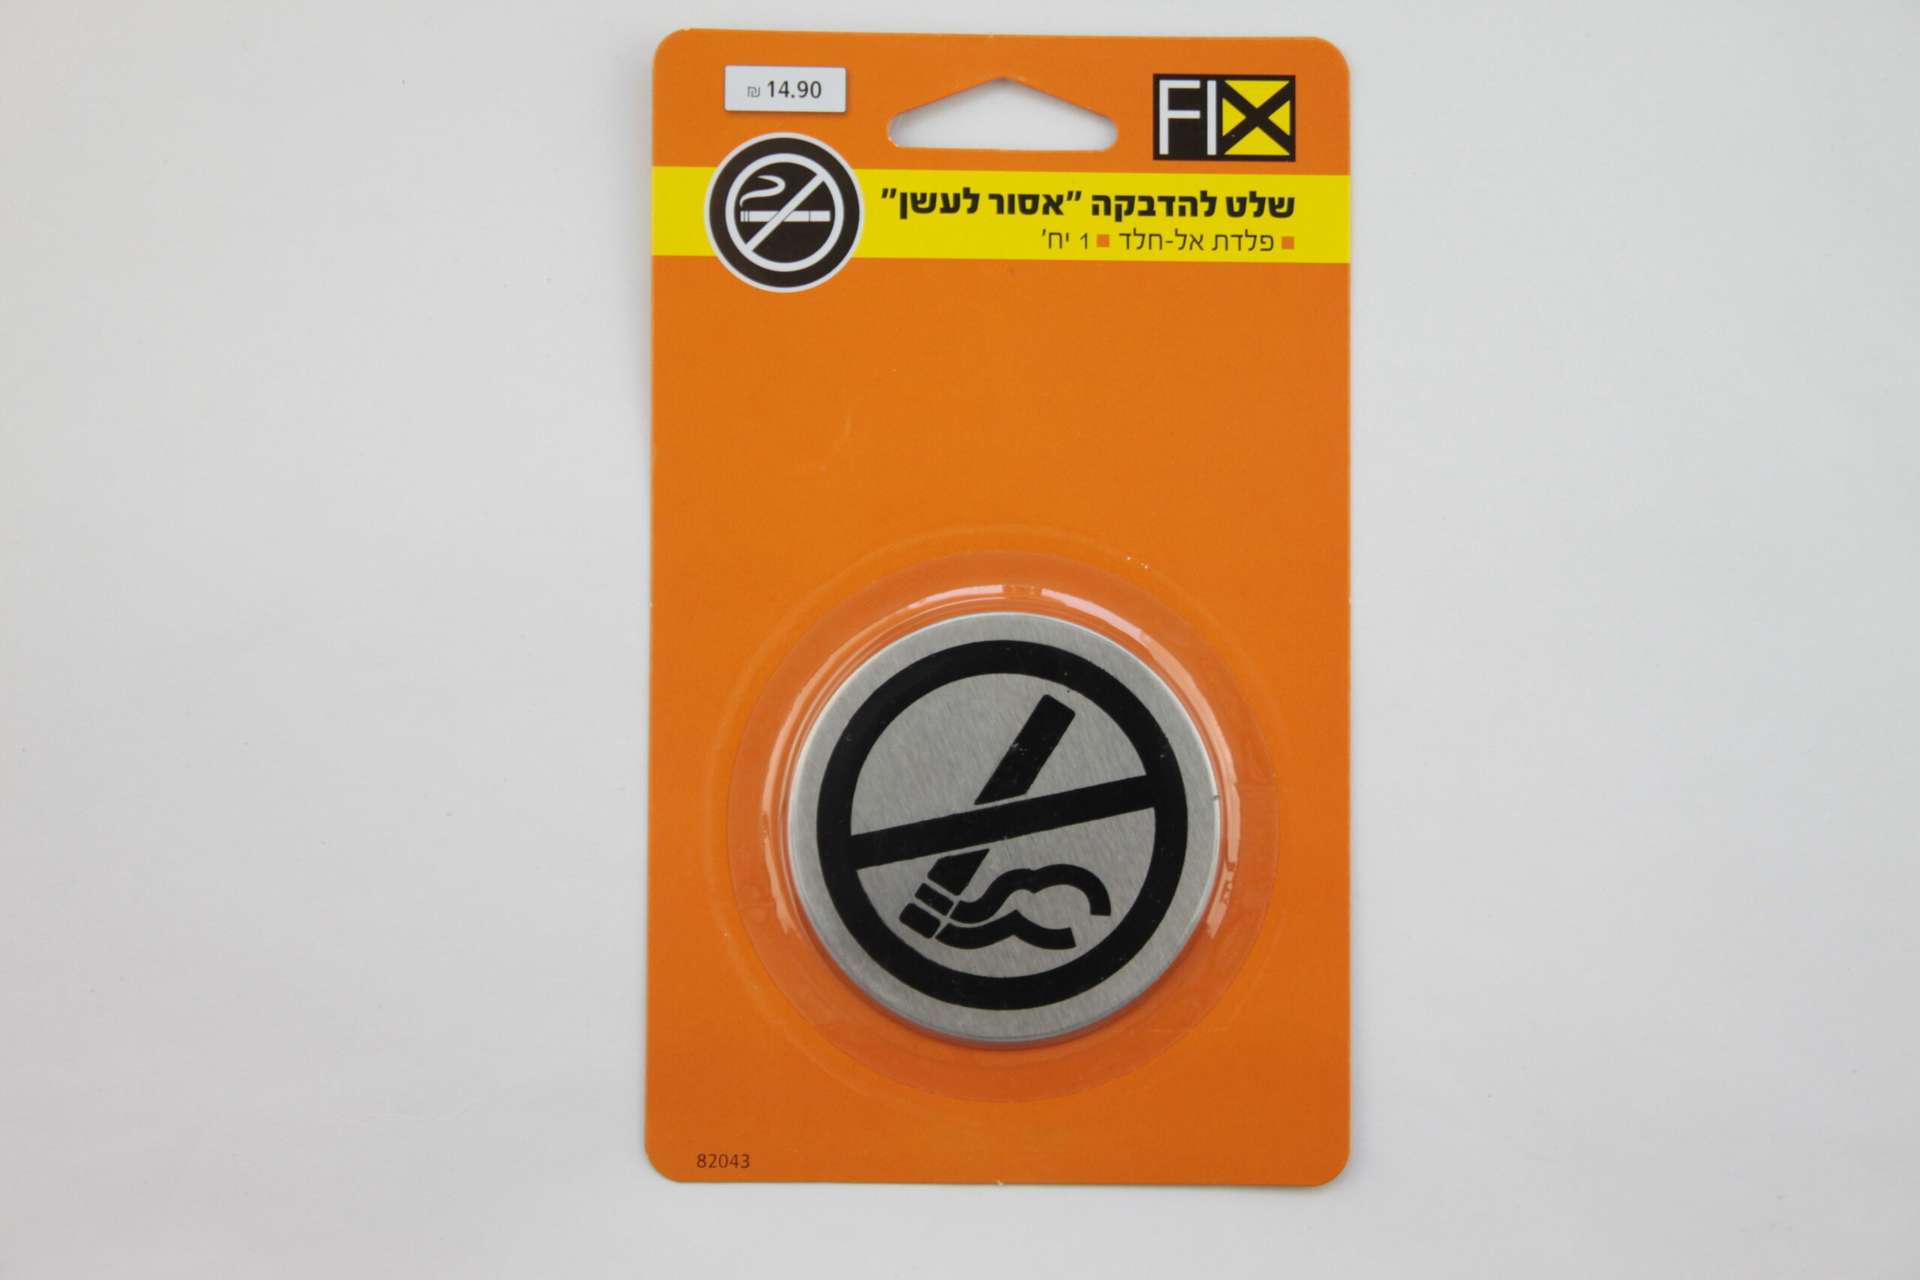 ₪ 14.90
FIX
שלט להדבקה "אסור לעשן"
▪ פלדת אל-חלד ▪ 1 יח'
82043